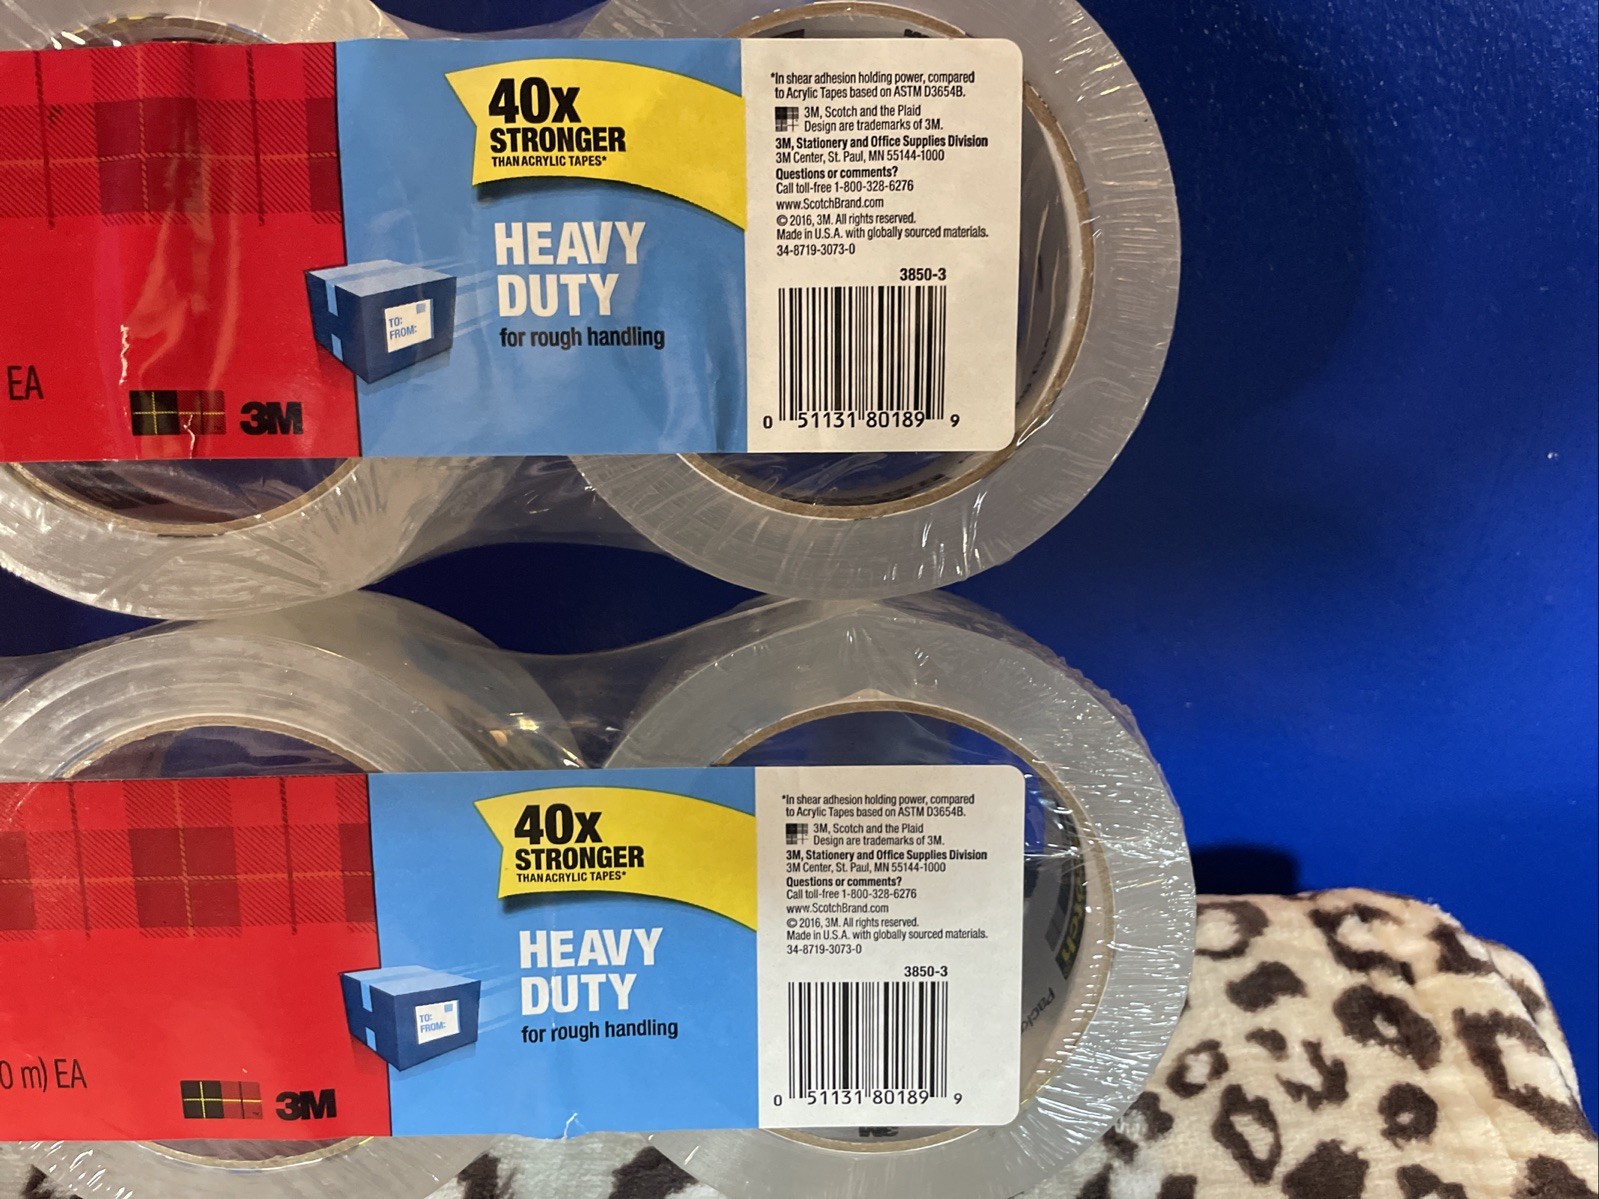 40x
STRONGER
THAN ACRYLIC TAPES*
HEAVY
DUTY
for rough handling
TO:
FROM:
EA
3M
*In shear adhesion holding power, compared
to Acrylic Tapes based on ASTM D3654B.
3M, Scotch and the Plaid
Design are trademarks of 3M.
3M, Stationery and Office Supplies Division
3M Center, St. Paul, MN 55144-1000
Questions or comments?
Call toll-free 1-800-328-6276
www.ScotchBrand.com
© 2016, 3M. All rights reserved.
Made in U.S.A. with globally sourced materials.
34-8719-3073-0
3850-3
0 51131 80189 9
40x
STRONGER
THAN ACRYLIC TAPES*
HEAVY
DUTY
for rough handling
TO:
FROM:
0 m) EA
3M
*In shear adhesion holding power, compared
to Acrylic Tapes based on ASTM D3654B.
3M, Scotch and the Plaid
Design are trademarks of 3M.
3M, Stationery and Office Supplies Division
3M Center, St. Paul, MN 55144-1000
Questions or comments?
Call toll-free 1-800-328-6276
www.ScotchBrand.com
© 2016, 3M. All rights reserved.
Made in U.S.A. with globally sourced materials.
34-8719-3073-0
3850-3
0 51131 80189 9
3M